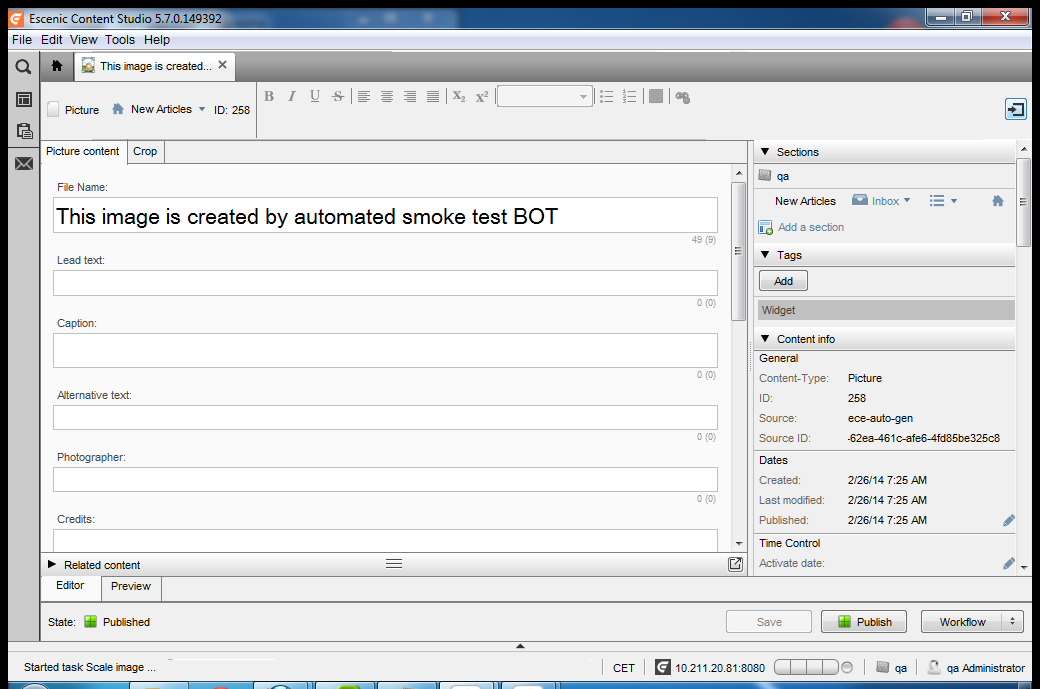 Escenic Content Studio 5.7.0.149392
File Edit View Tools Help
This image is created...
Picture New Articles ID: 258
B I U S X2 X2
Picture content Crop
File Name:
This image is created by automated smoke test BOT
49 (9)
Lead text:
0 (0)
Caption:
0 (0)
Alternative text:
0 (0)
Photographer:
0 (0)
Credits:
Related content
Editor Preview
State: Published
Save Publish Workflow
Sections
qa
New Articles Inbox
Add a section
Tags
Add
Widget
Content info
General
Content-Type: Picture
ID: 258
Source: ece-auto-gen
Source ID: -62ea-461c-afe6-4fd85be325c8
Dates
Created: 2/26/14 7:25 AM
Last modified: 2/26/14 7:25 AM
Published: 2/26/14 7:25 AM
Time Control
Activate date:
Started task Scale image ... CET 10.211.20.81:8080 qa qa Administrator